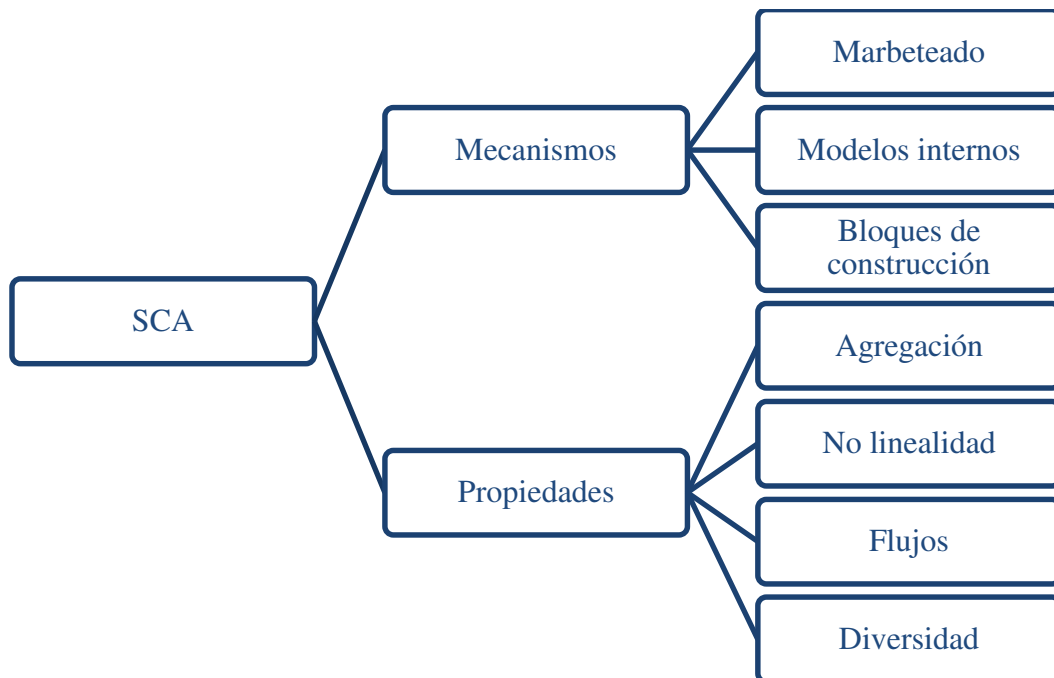 SCA
Mecanismos
Marbeteado
Modelos internos
Bloques de
construcción
Propiedades
Agregación
No linealidad
Flujos
Diversidad